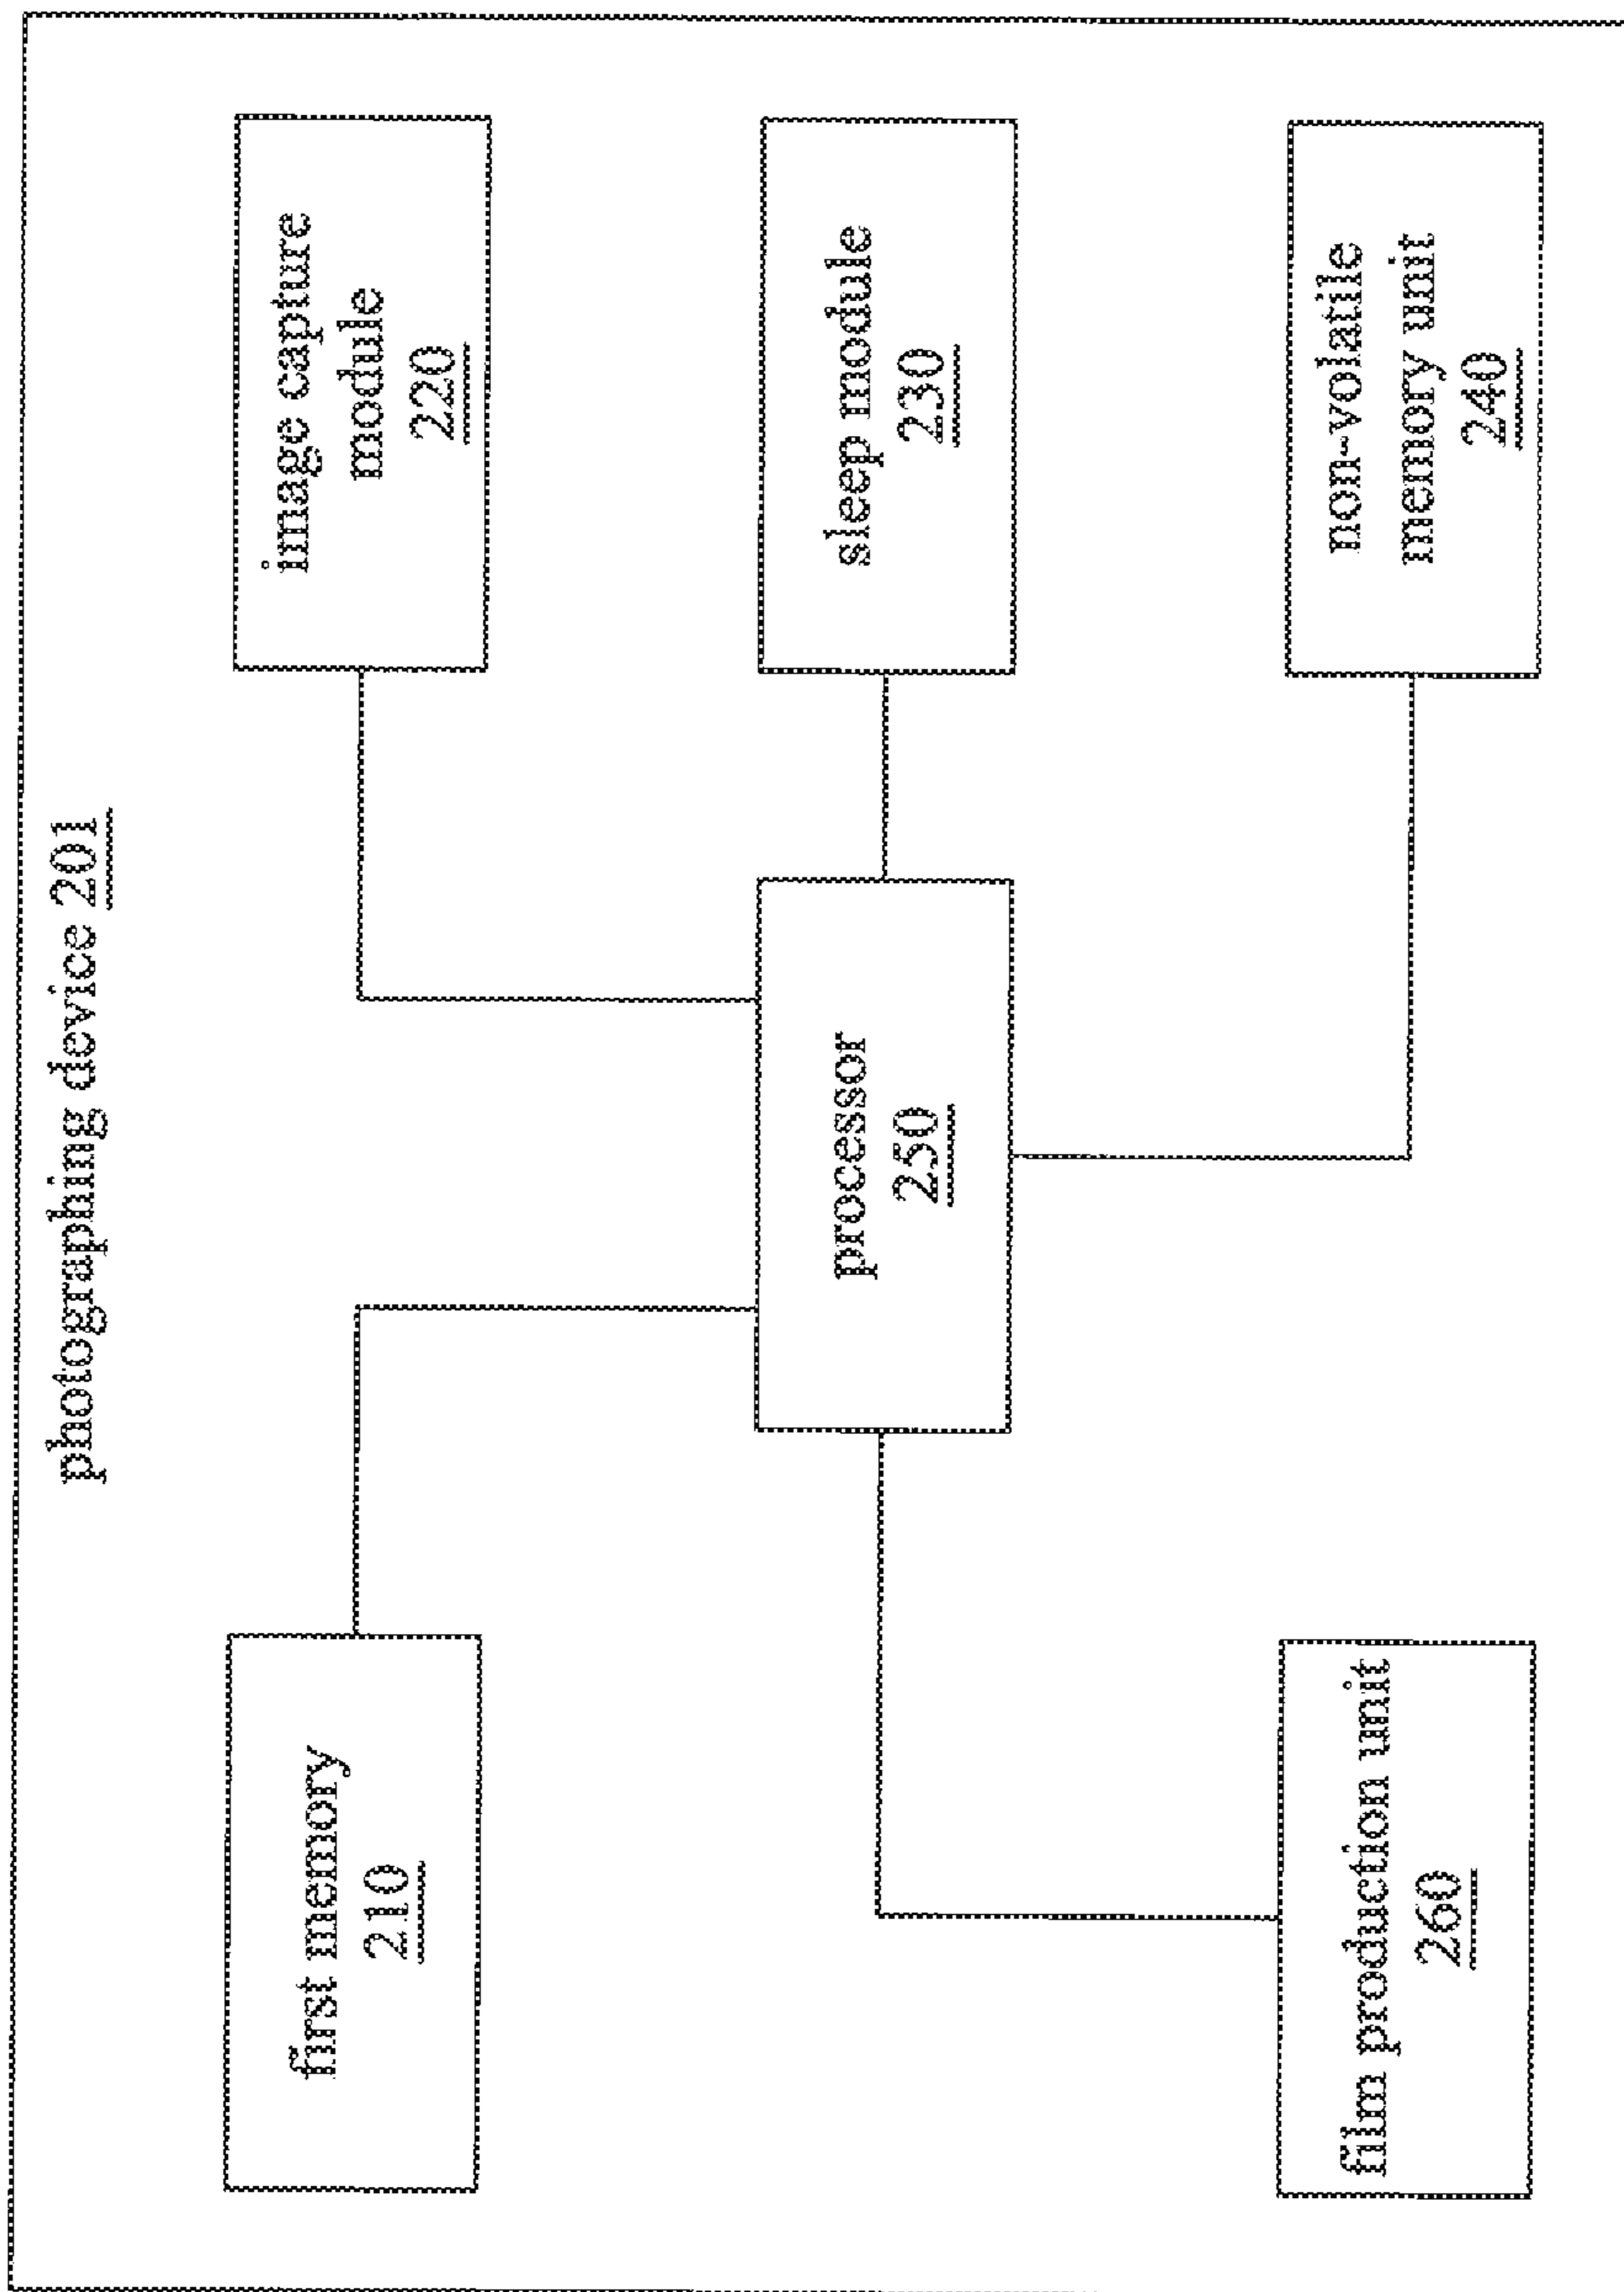 photographing device 201
first memory
210
image capture
module
220
processor
250
sleep module
230
film production unit
260
non-volatile
memory unit
240